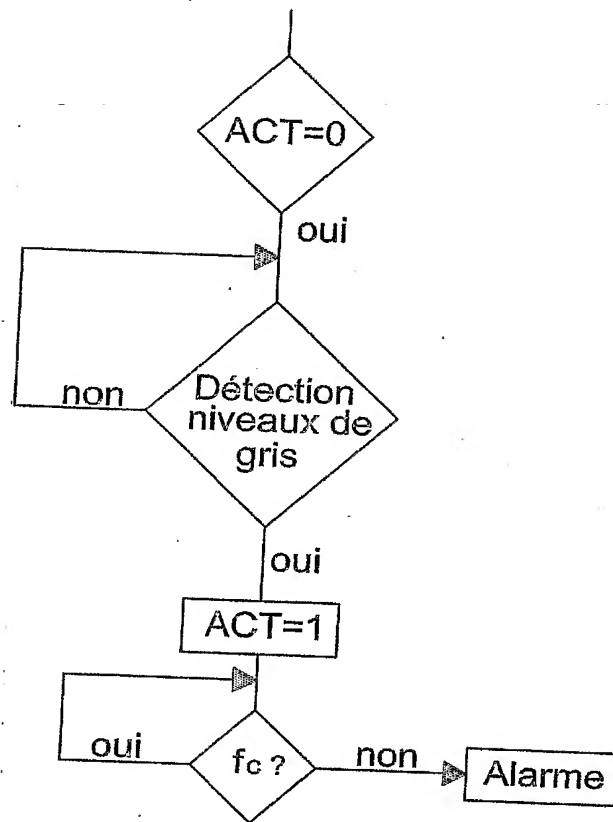 ACT=0
oui
non
Détection
niveaux de
gris
oui
ACT=1
oui
fc ?
non
Alarme